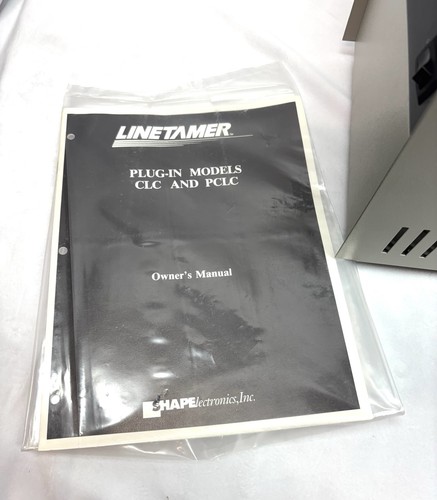 LINETAMER
PLUG-IN MODELS
CLC AND PCLC
Owner's Manual
SHAPElectronics, Inc.